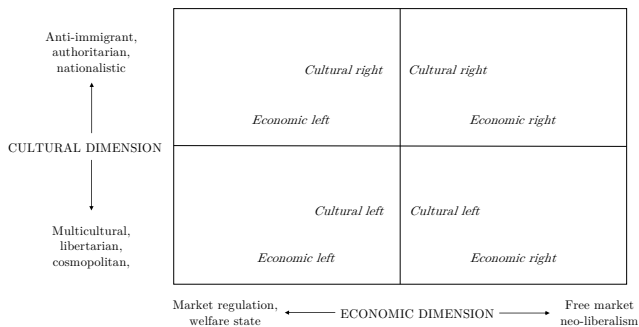 Anti-immigrant,
authoritarian,
nationalistic
Cultural right
Cultural right
Economic left
Economic right
CULTURAL DIMENSION
Cultural left
Cultural left
Multicultural,
libertarian,
cosmopolitan,
Economic left
Economic right
Market regulation,
welfare state
ECONOMIC DIMENSION
Free market
neo-liberalism